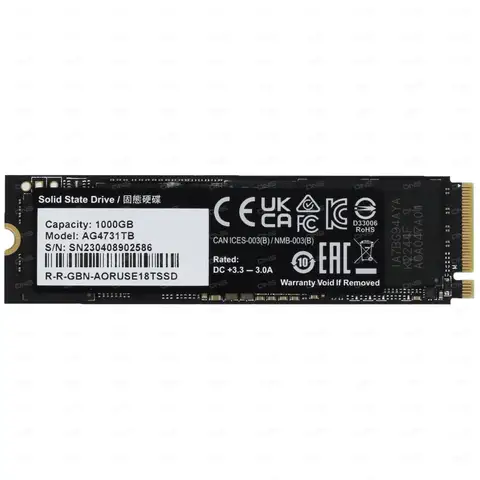 Solid State Drive / 固態硬碟
Capacity: 1000GB
Model: AG4731TB
S/N: SN230408902586
R-R-GBN-AORUSE18TSSD
CE UK CA FC
D33006
RoHS
CAN ICES-003(B) / NMB-003(B)
Rated:
DC +3.3 — 3.0A
10 EAC
Warranty Void If Removed